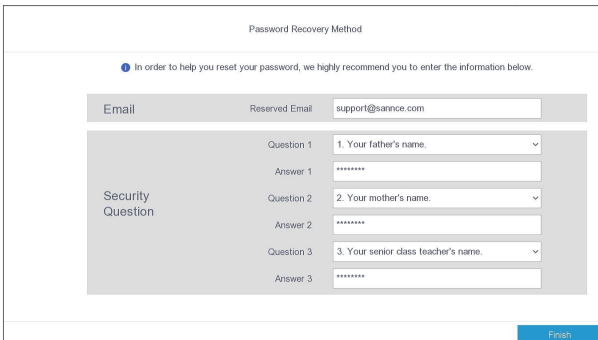 Password Recovery Method
In order to help you reset your password, we highly recommend you to enter the information below.
Email Reserved Email support@sannce.com
Question 1 1. Your father's name.
Answer 1 ********
Security Question
Question 2 2. Your mother's name.
Answer 2 ********
Question 3 3. Your senior class teacher's name.
Answer 3 ********
Finish